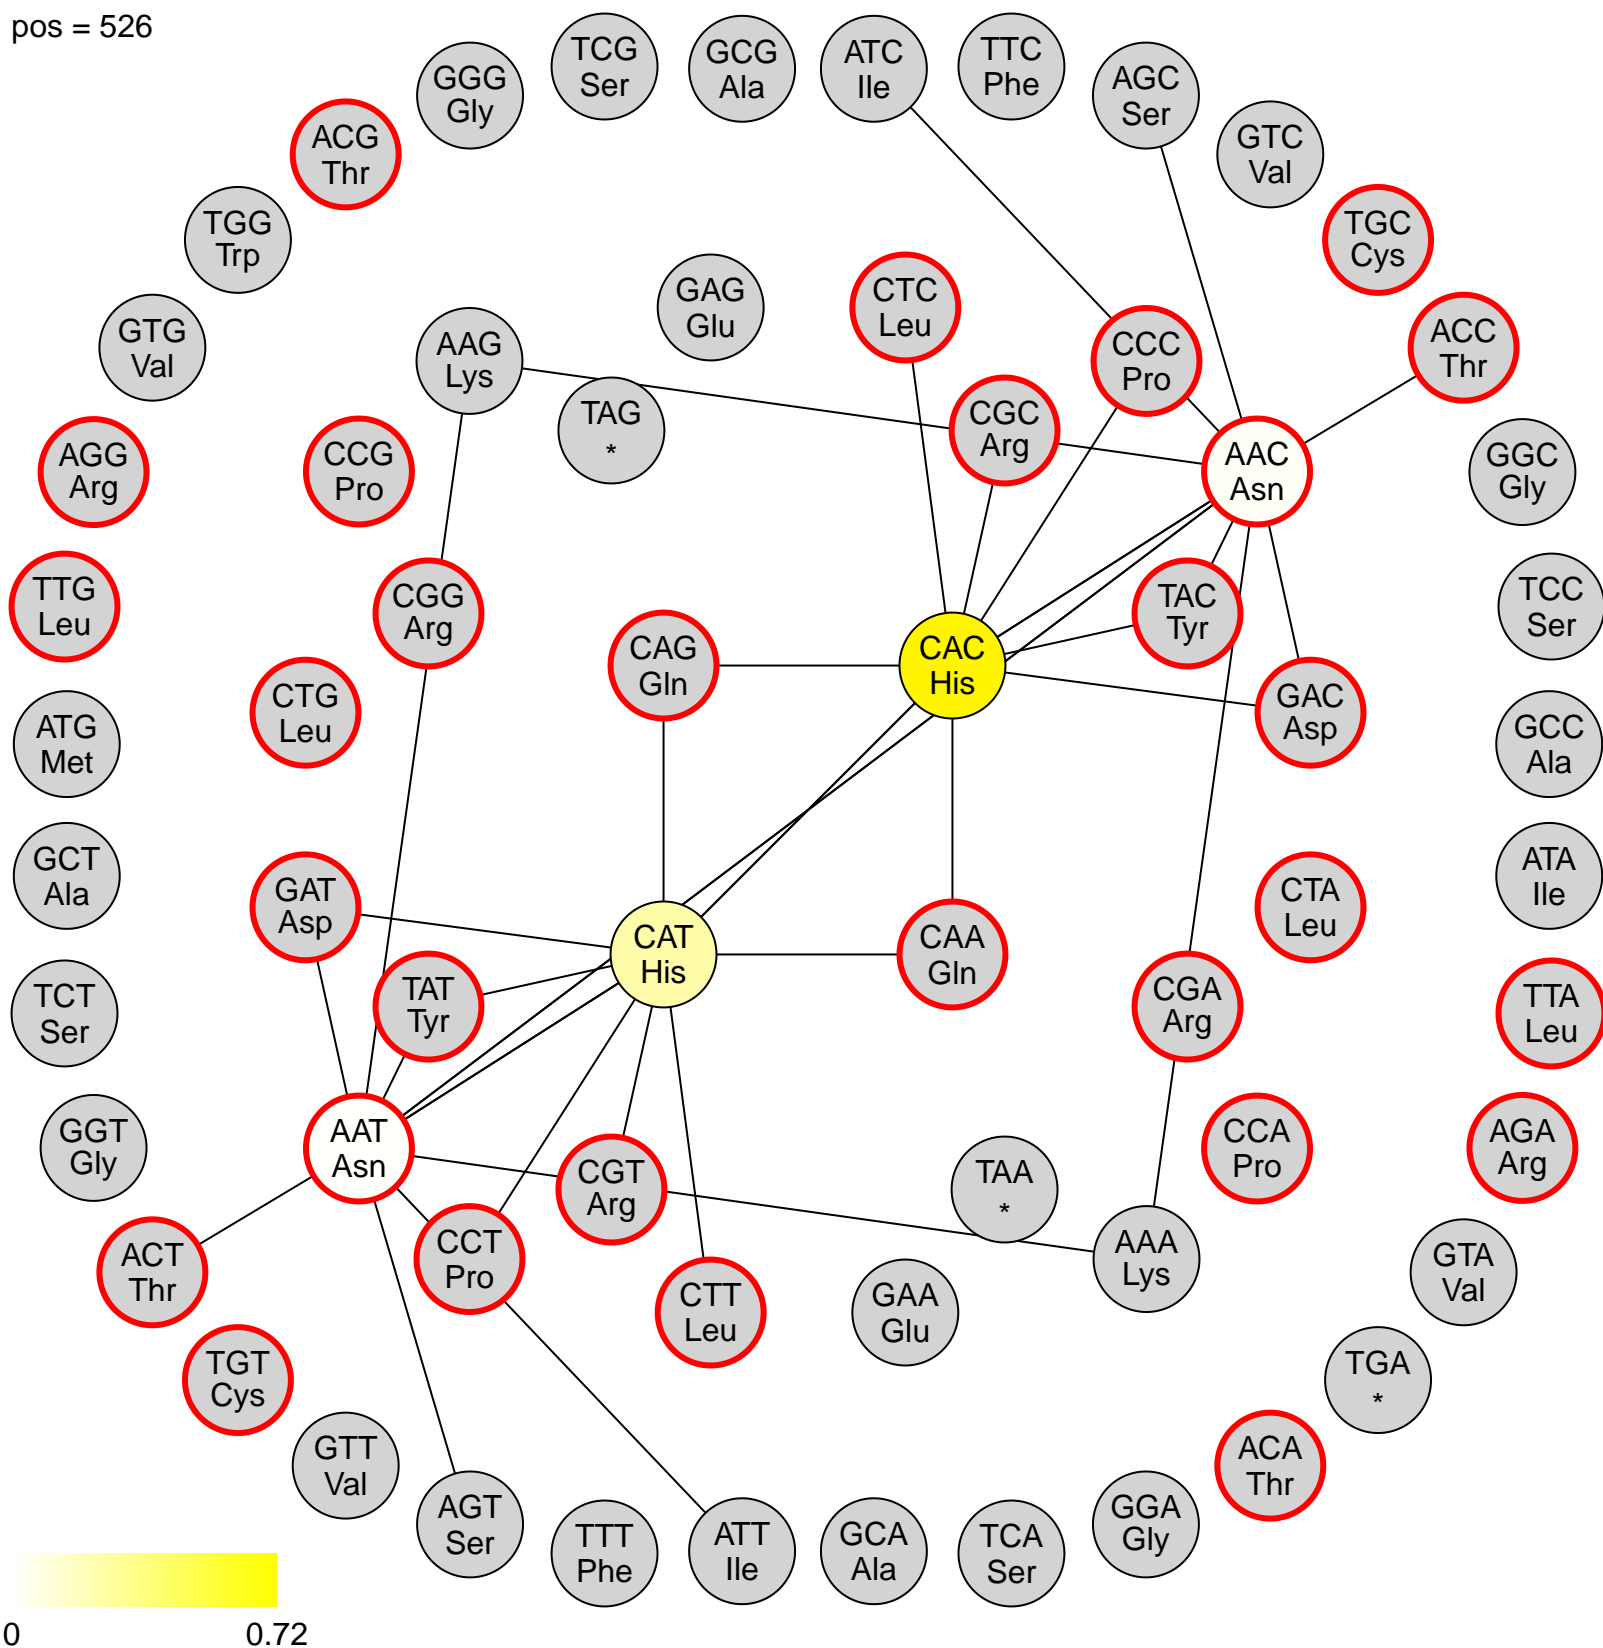 pos = 526
TCG
Ser
GCG
Ala
ATC
Ile
TTC
Phe
GGG
Gly
AGC
Ser
ACG
Thr
GTC
Val
TGG
Trp
TGC
Cys
GAG
Glu
CTC
Leu
GTG
Val
AAG
Lys
CCC
Pro
ACC
Thr
TAG
*
CGC
Arg
AGG
Arg
CCG
Pro
AAC
Asn
GGC
Gly
TTG
Leu
CGG
Arg
TAC
Tyr
TCC
Ser
CAG
Gln
CAC
His
CTG
Leu
GAC
Asp
ATG
Met
GCC
Ala
GCT
Ala
ATA
Ile
GAT
Asp
CTA
Leu
CAT
His
CAA
Gln
TCT
Ser
TAT
Tyr
CGA
Arg
TTA
Leu
GGT
Gly
AAT
Asn
CCA
Pro
AGA
Arg
CGT
Arg
TAA
*
ACT
Thr
CCT
Pro
AAA
Lys
GTA
Val
CTT
Leu
GAA
Glu
TGT
Cys
TGA
*
GTT
Val
ACA
Thr
AGT
Ser
GGA
Gly
TTT
Phe
ATT
Ile
GCA
Ala
TCA
Ser
0
0.72